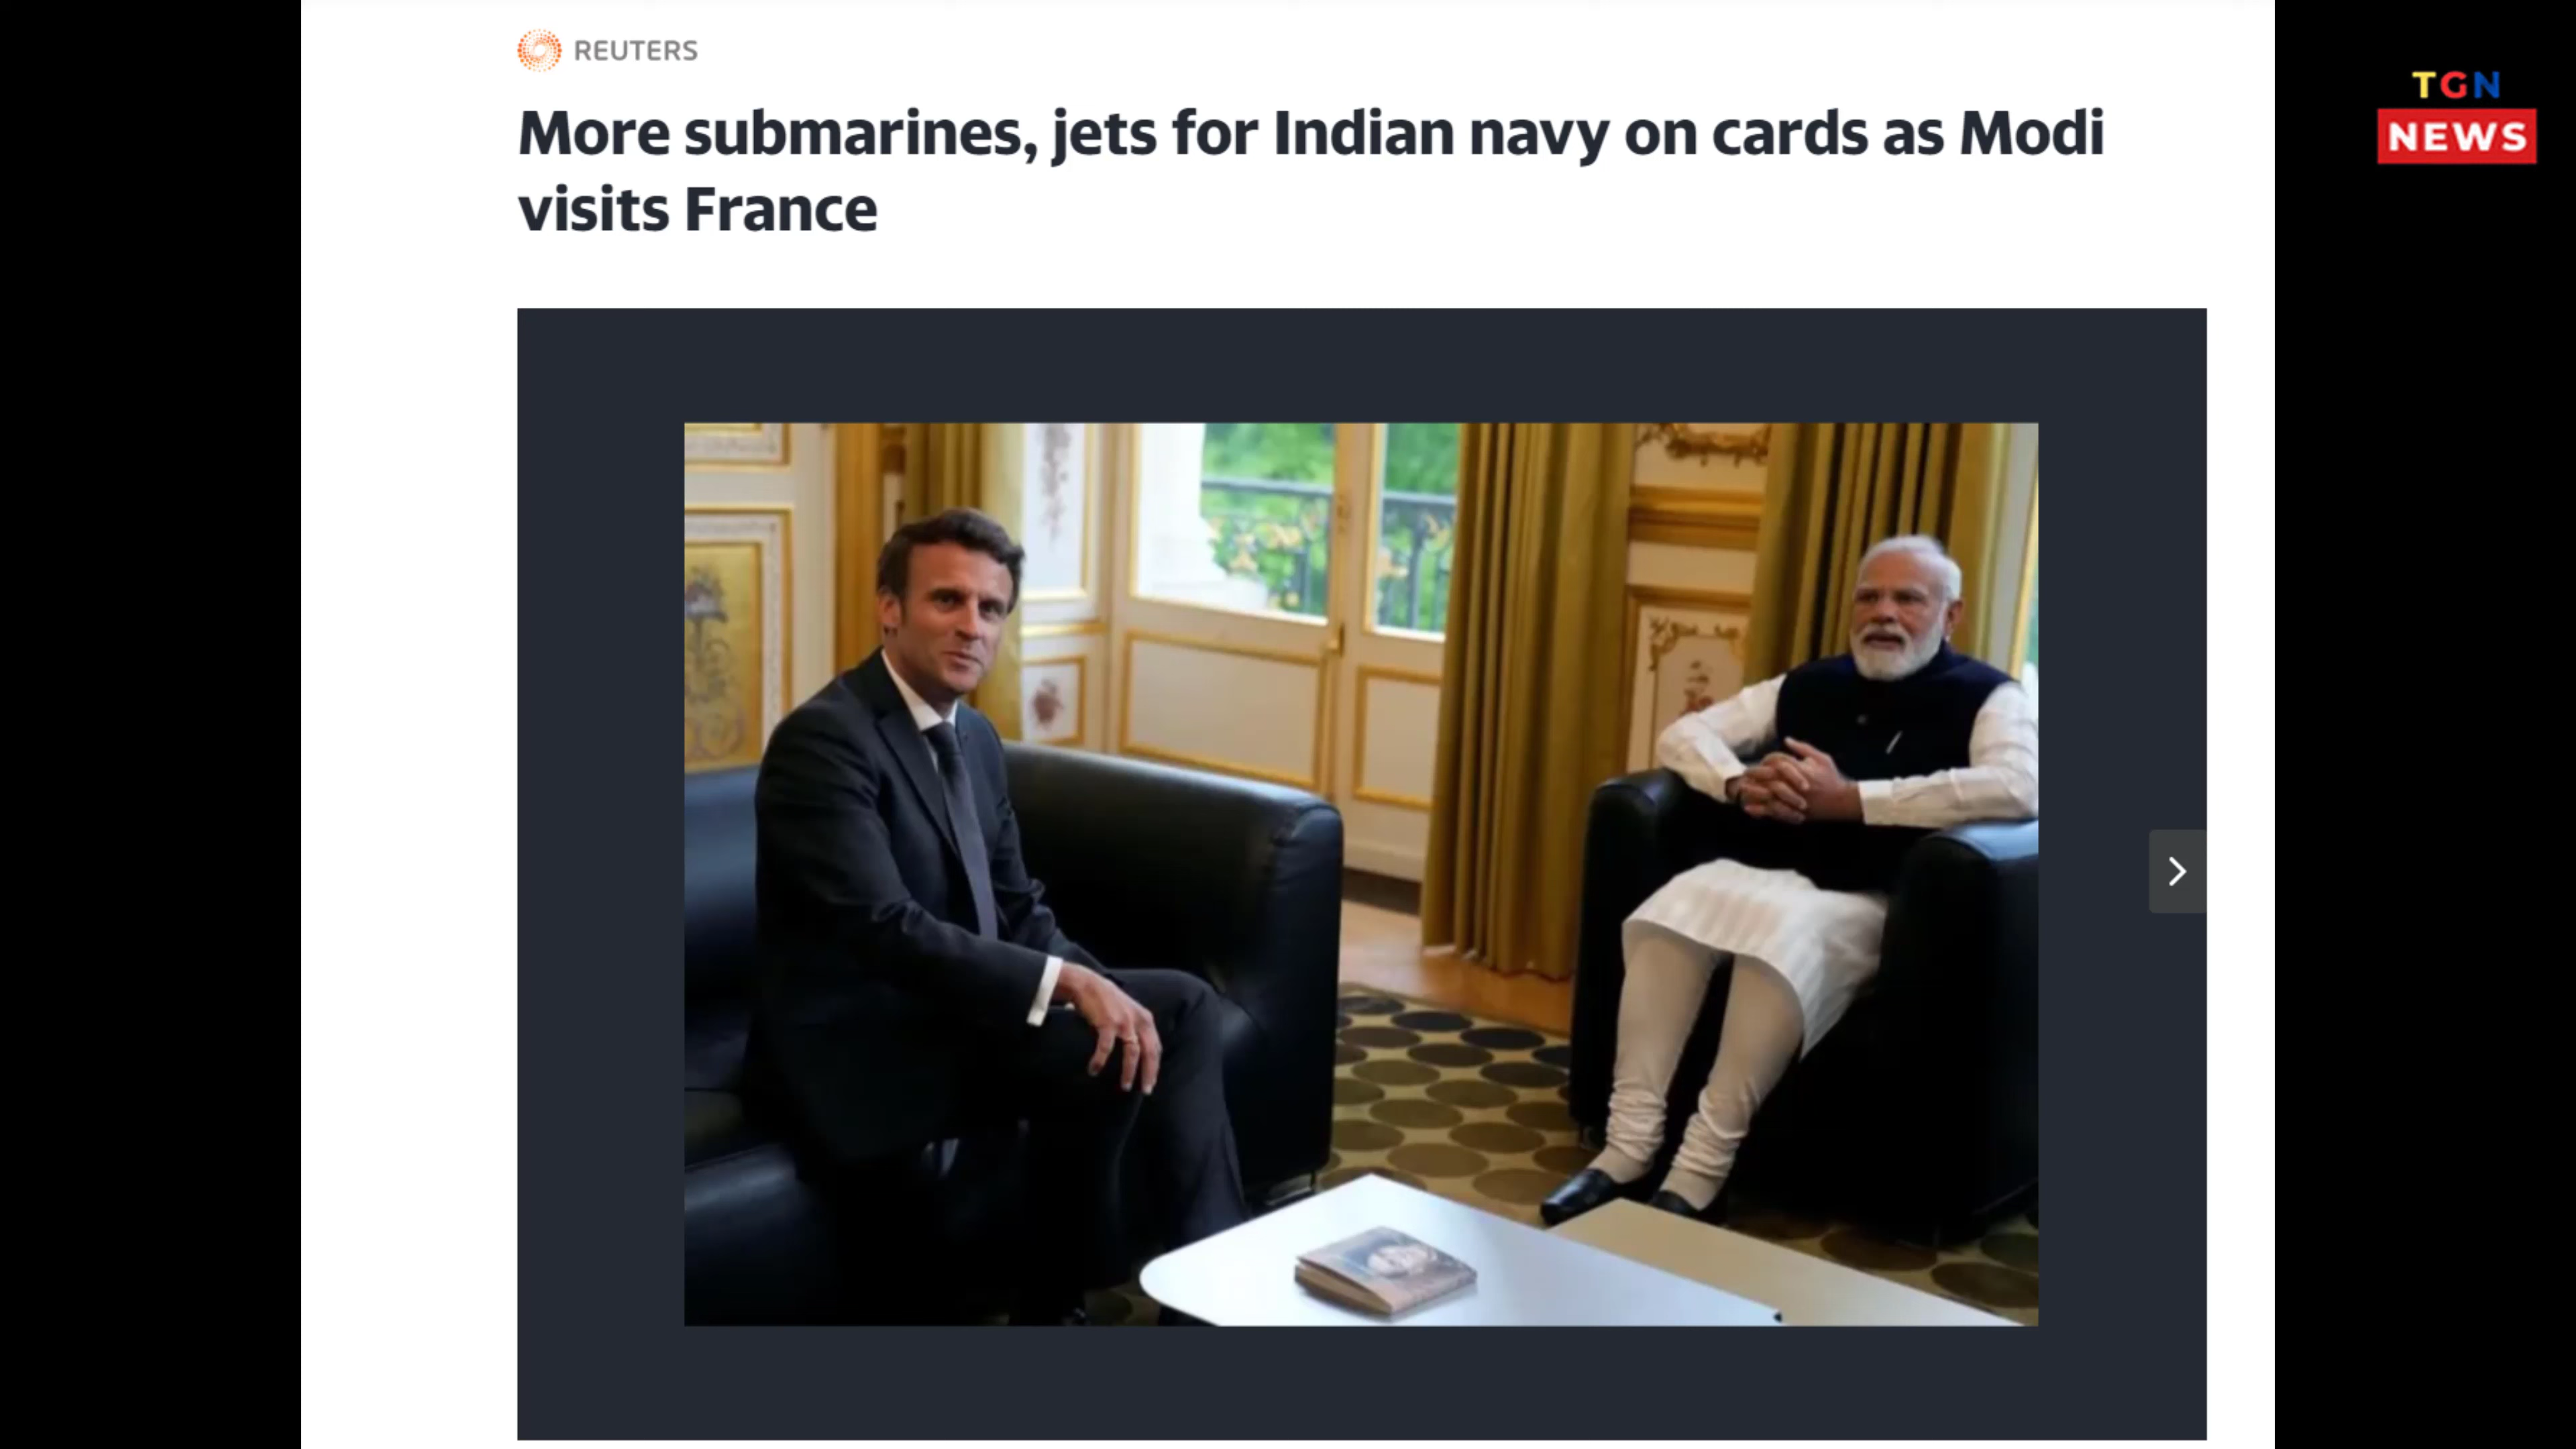 REUTERS
More submarines, jets for Indian navy on cards as Modi
visits France
TGN
NEWS